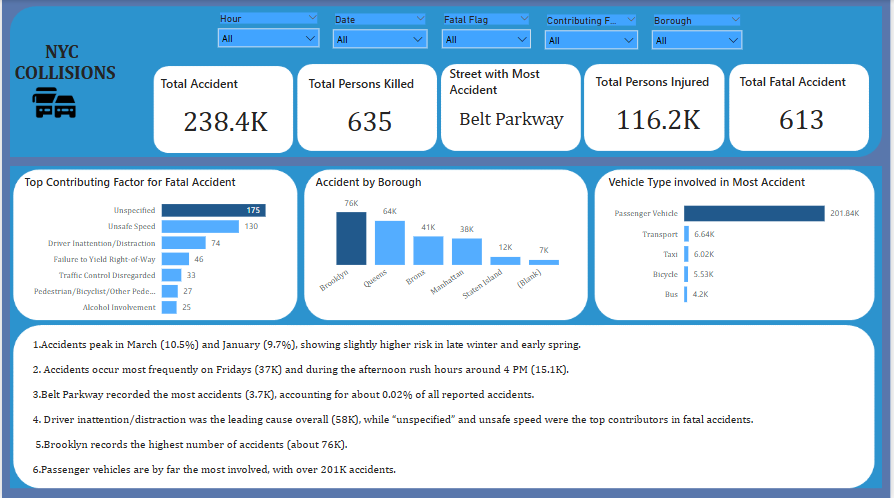 Hour
Date
Fatal Flag
Contributing F...
Borough
All
All
All
All
All
NYC
COLLISIONS
Total Accident
238.4K
Total Persons Killed
635
Street with Most
Accident
Belt Parkway
Total Persons Injured
116.2K
Total Fatal Accident
613
Top Contributing Factor for Fatal Accident
Unspecified 175
Unsafe Speed 130
Driver Inattention/Distraction 74
Failure to Yield Right-of-Way 46
Traffic Control Disregarded 33
Pedestrian/Bicyclist/Other Pede... 27
Alcohol Involvement 25
Accident by Borough
76K
64K
41K
38K
12K
7K
Brooklyn
Queens
Bronx
Manhattan
Staten Island
(Blank)
Vehicle Type involved in Most Accident
Passenger Vehicle 201.84K
Transport 6.64K
Taxi 6.02K
Bicycle 5.53K
Bus 4.2K
1.Accidents peak in March (10.5%) and January (9.7%), showing slightly higher risk in late winter and early spring.
2. Accidents occur most frequently on Fridays (37K) and during the afternoon rush hours around 4 PM (15.1K).
3.Belt Parkway recorded the most accidents (3.7K), accounting for about 0.02% of all reported accidents.
4. Driver inattention/distraction was the leading cause overall (58K), while “unspecified” and unsafe speed were the top contributors in fatal accidents.
5.Brooklyn records the highest number of accidents (about 76K).
6.Passenger vehicles are by far the most involved, with over 201K accidents.